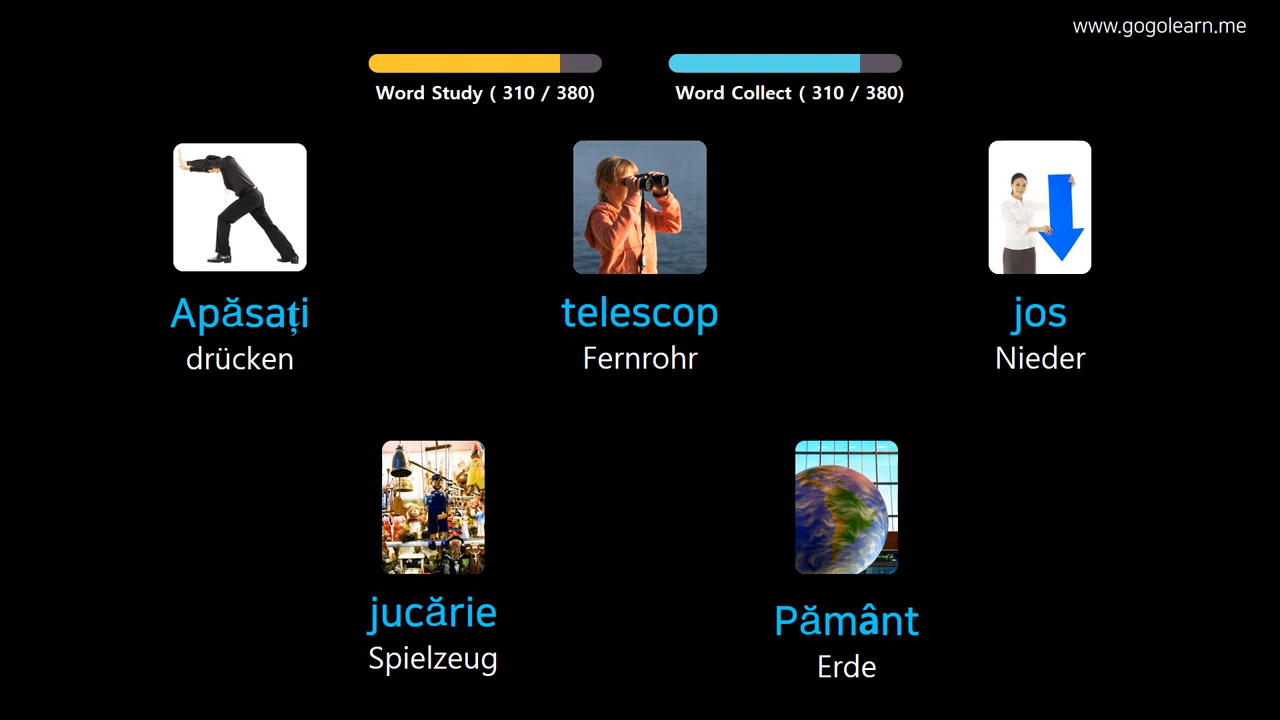 www.gogolearn.me
Word Study ( 310 / 380)
Word Collect ( 310 / 380)
Apăsați
drücken
telescop
Fernrohr
jos
Nieder
jucărie
Spielzeug
Pământ
Erde